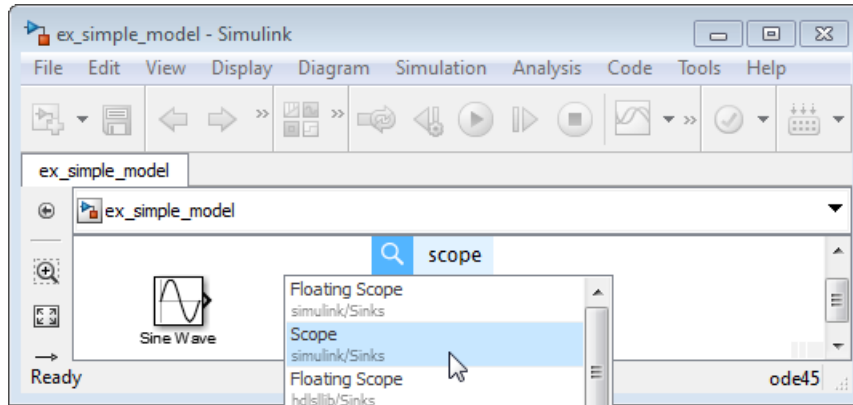 ex_simple_model - Simulink
File Edit View Display Diagram Simulation Analysis Code Tools Help
ex_simple_model
ex_simple_model
scope
Floating Scope
simulink/Sinks
Scope
simulink/Sinks
Floating Scope
hdlsllib/Sinks
Sine Wave
Ready
ode45